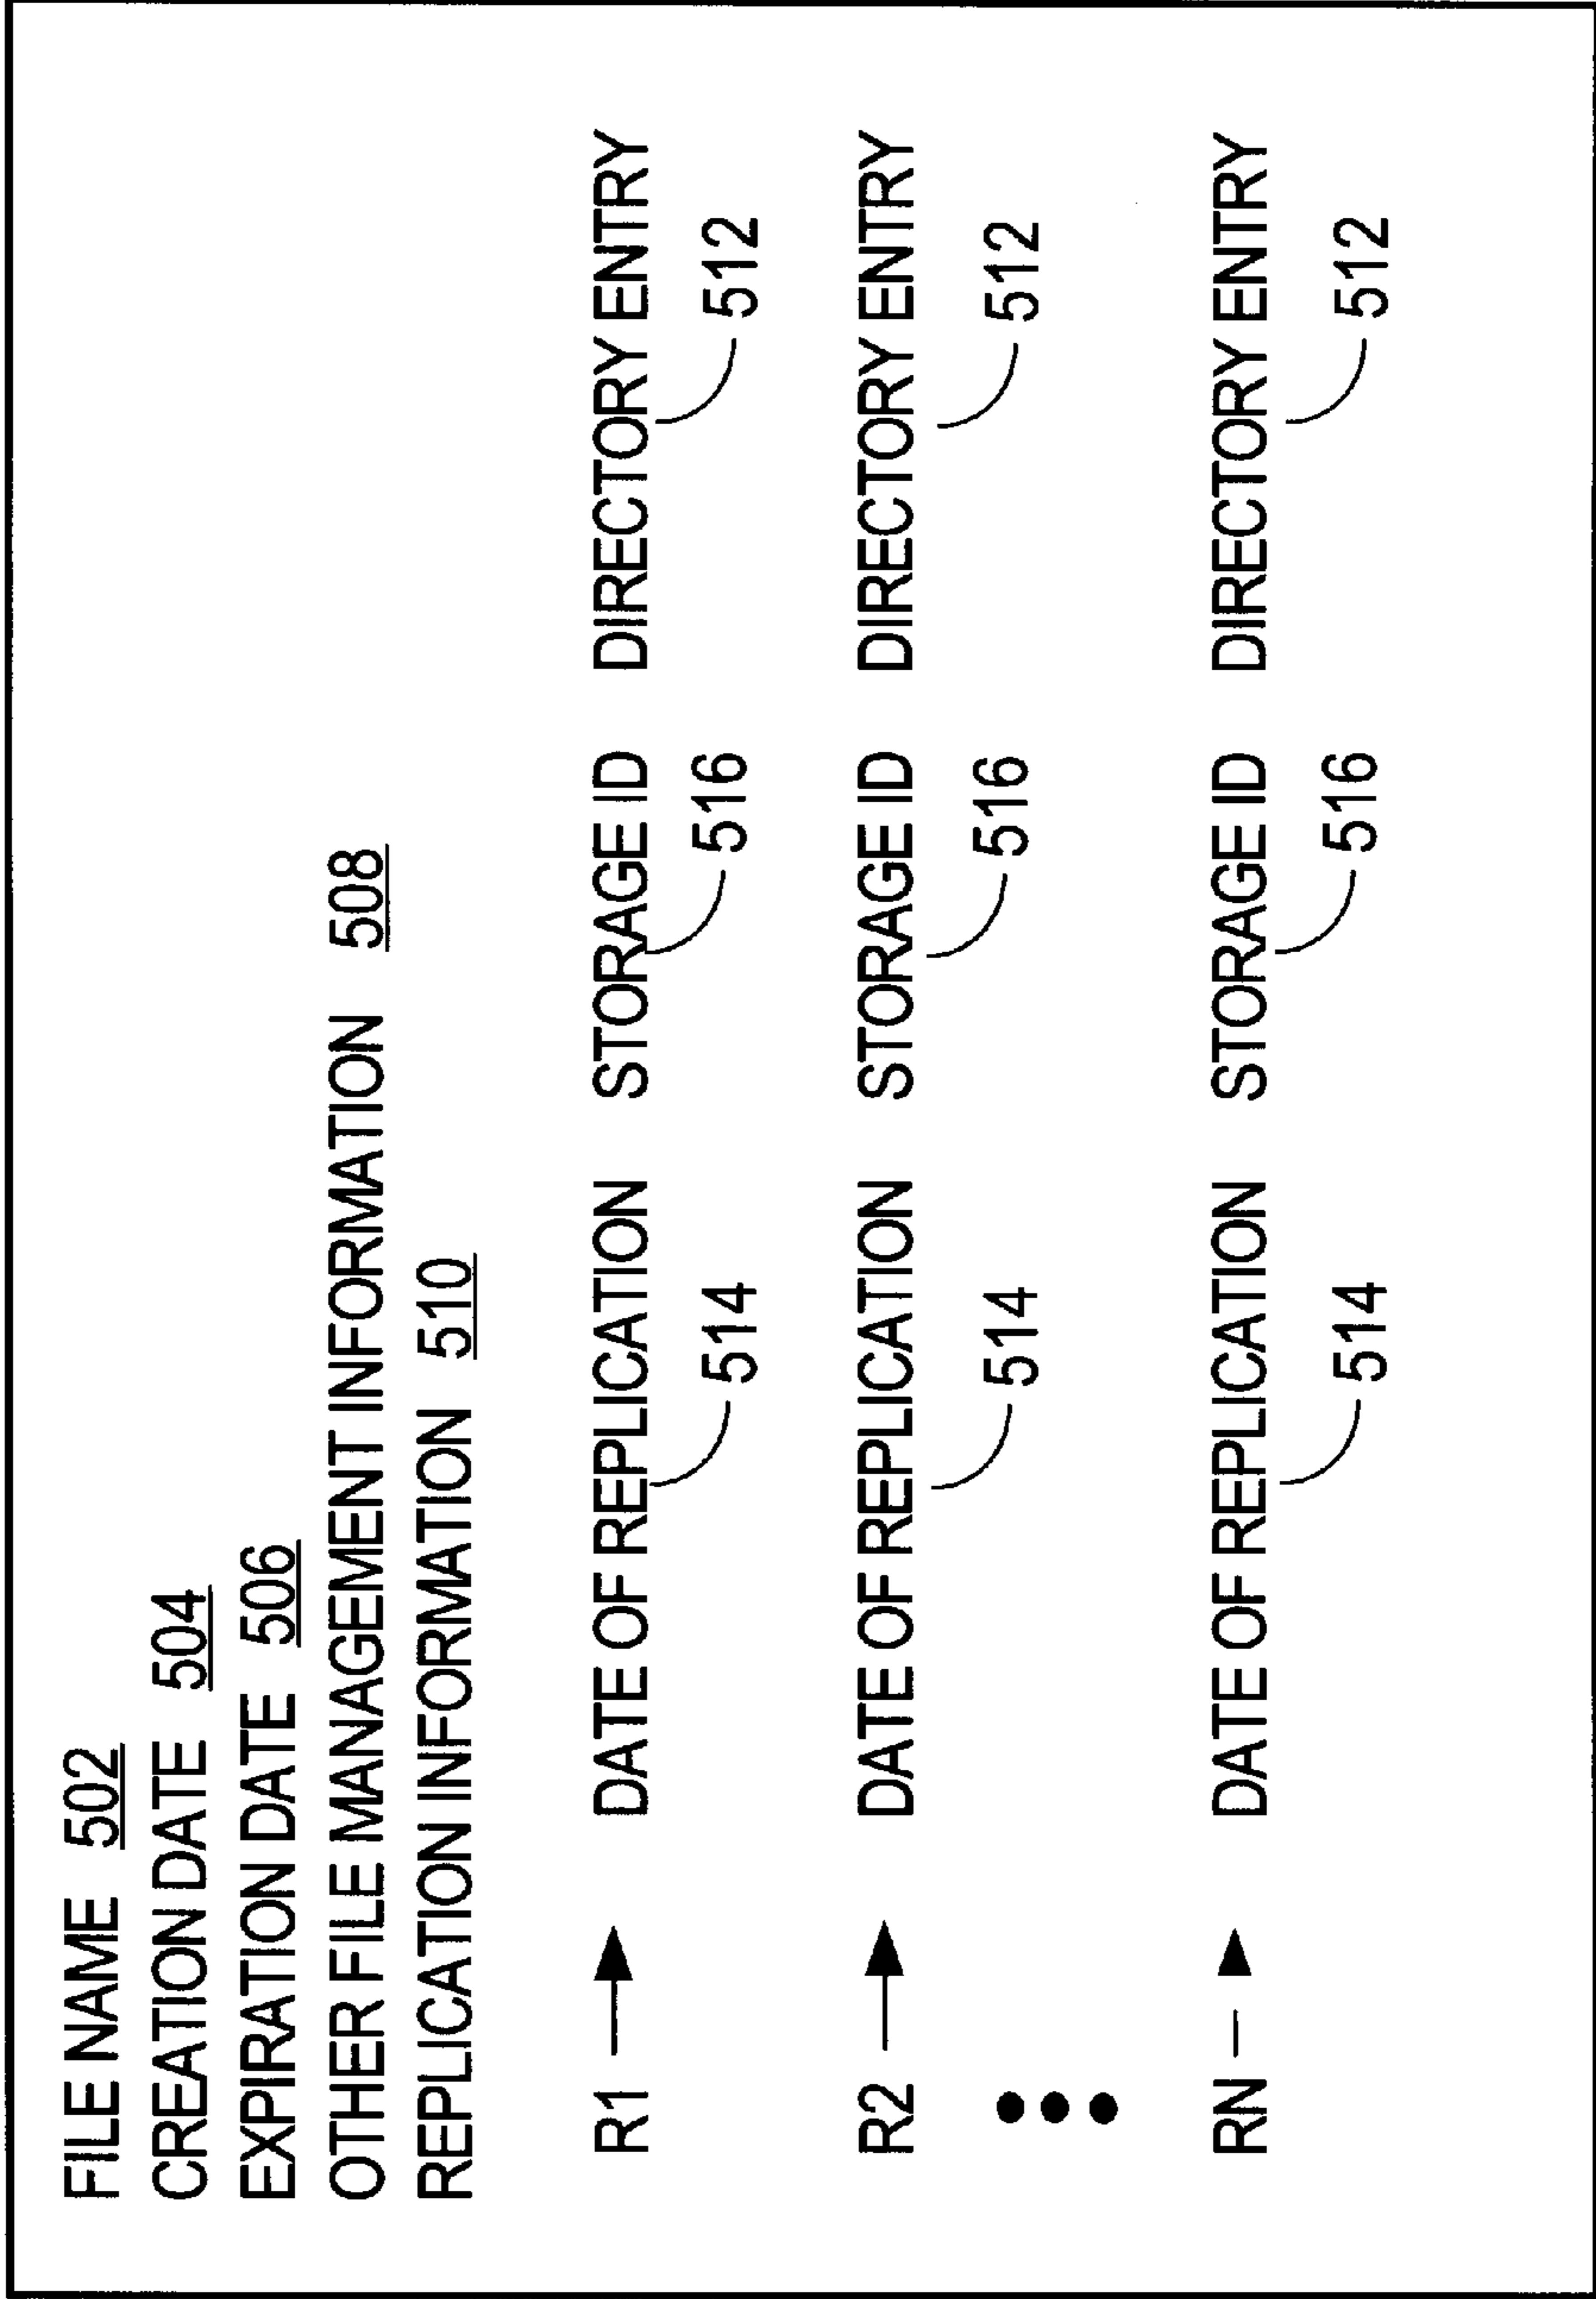 FILE NAME 502
CREATION DATE 504
EXPIRATION DATE 506
OTHER FILE MANAGEMENT INFORMATION 508
REPLICATION INFORMATION 510
R1 DATE OF REPLICATION STORAGE ID DIRECTORY ENTRY
514 516 512
R2 DATE OF REPLICATION STORAGE ID DIRECTORY ENTRY
514 516 512
RN DATE OF REPLICATION STORAGE ID DIRECTORY ENTRY
514 516 512